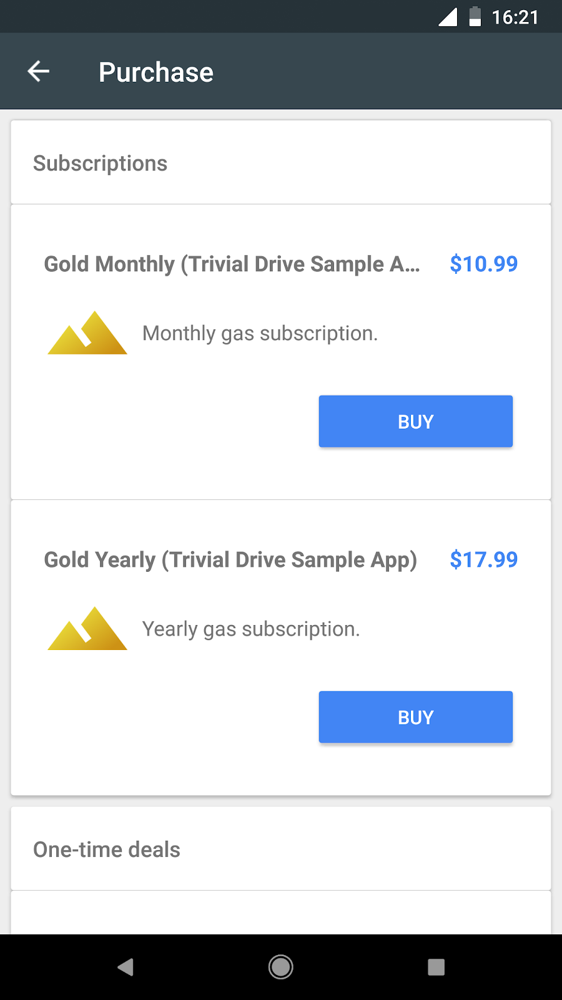 16:21
Purchase
Subscriptions
Gold Monthly (Trivial Drive Sample A... $10.99
Monthly gas subscription.
BUY
Gold Yearly (Trivial Drive Sample App) $17.99
Yearly gas subscription.
BUY
One-time deals